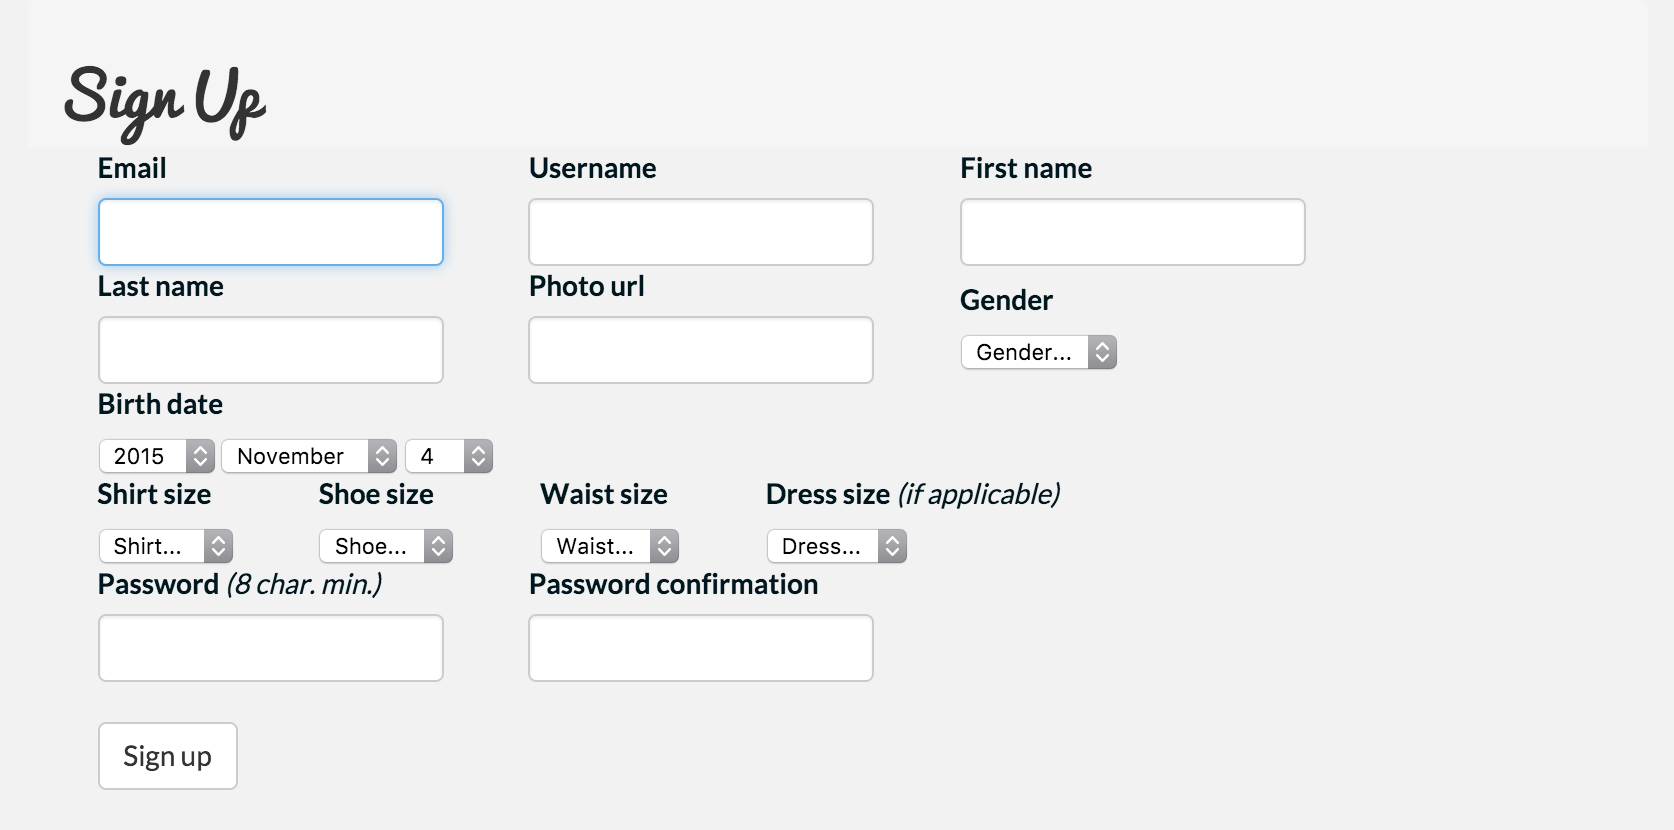 Sign Up
Email Username First name
Last name Photo url Gender
Gender...
Birth date
2015 November 4
Shirt size Shoe size Waist size Dress size (if applicable)
Shirt... Shoe... Waist... Dress...
Password (8 char. min.) Password confirmation
Sign up